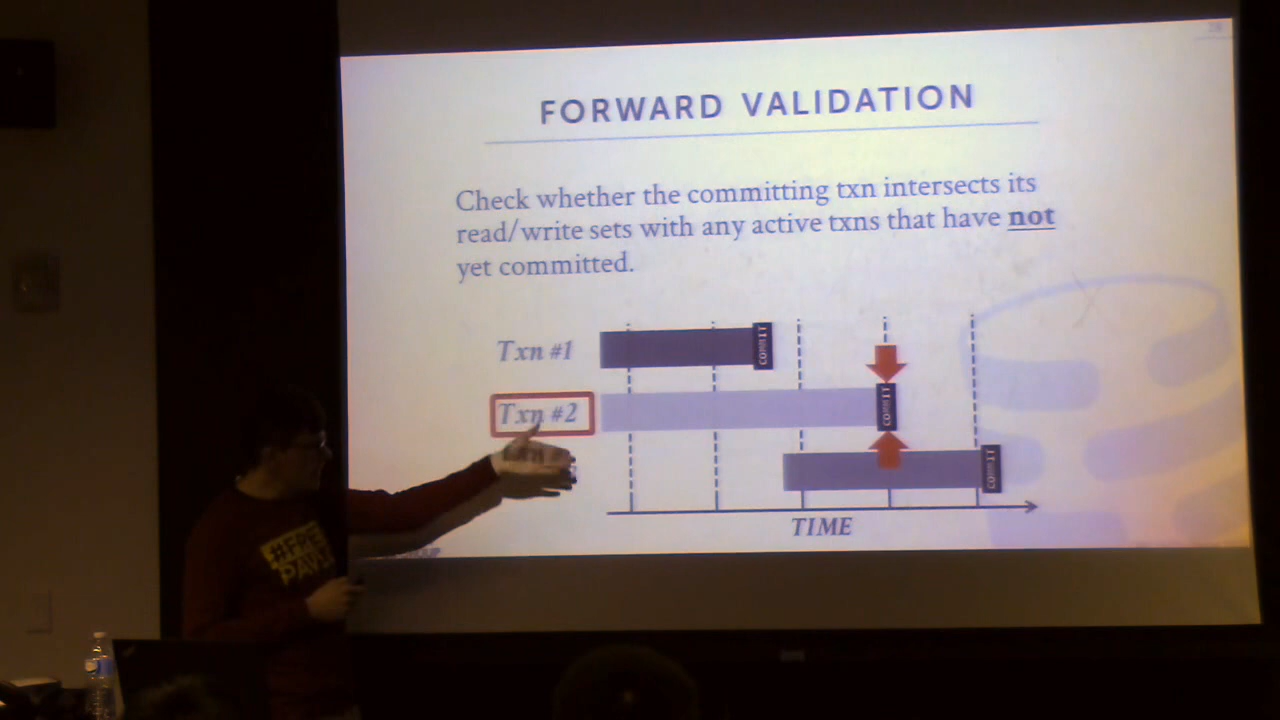 FORWARD VALIDATION
Check whether the committing txn intersects its
read/write sets with any active txns that have not
yet committed.
Txn #1
COMMIT
Txn #2
COMMIT
COMMIT
TIME
#FRE